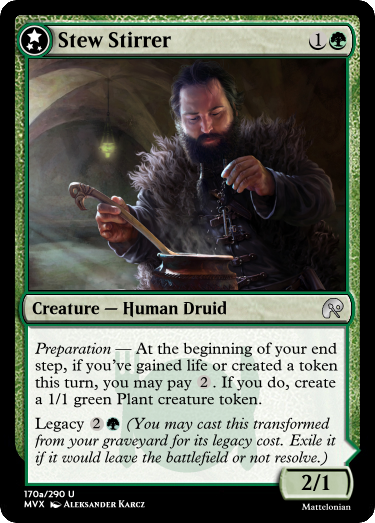 Stew Stirrer 1
Creature — Human Druid
Preparation — At the beginning of your end
step, if you've gained life or created a token
this turn, you may pay 2 . If you do, create
a 1/1 green Plant creature token.
Legacy 2 (You may cast this transformed
from your graveyard for its legacy cost. Exile it
if it would leave the battlefield or not resolve.)
2/1
170a/290 U
MVX Aleksander Karcz
Mattelonian